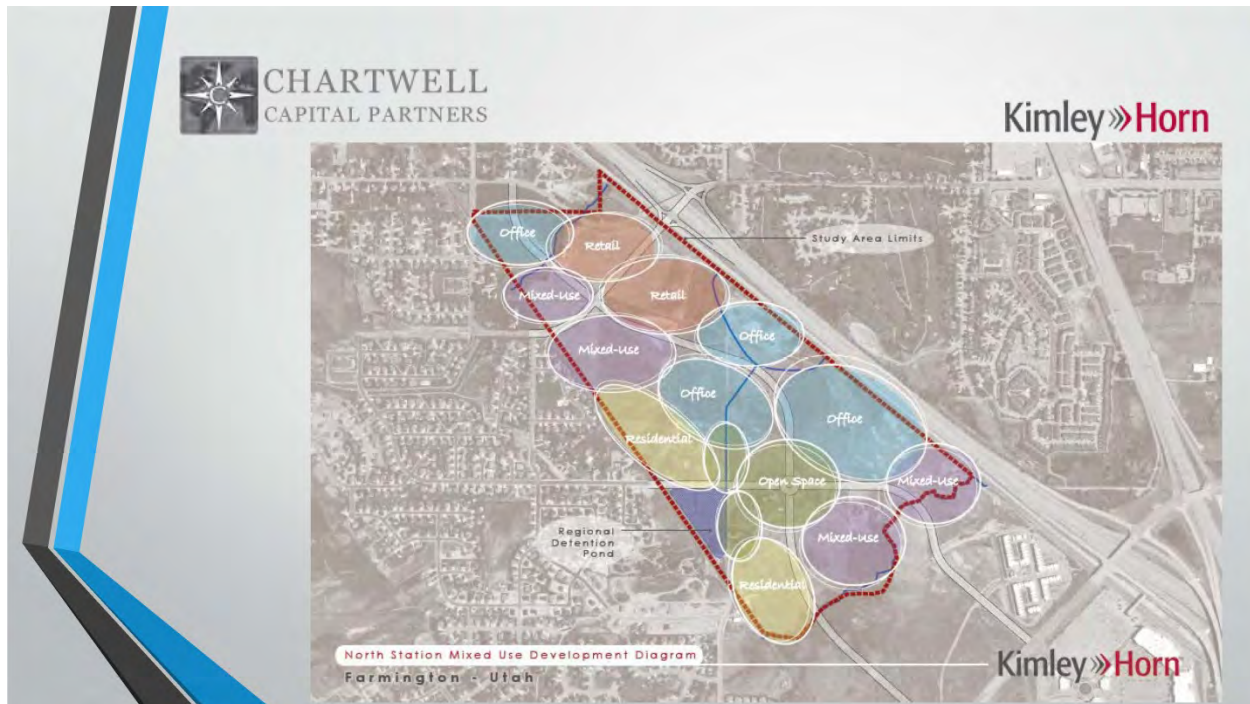 CHARTWELL
CAPITAL PARTNERS
Kimley»Horn
Office
Retail
Study Area Limits
Mixed-Use
Retail
Office
Mixed-Use
Office
Office
Residential
Open Space
Mixed-Use
Regional
Detention
Pond
Mixed-Use
Residential
North Station Mixed Use Development Diagram
Farmington - Utah
Kimley»Horn